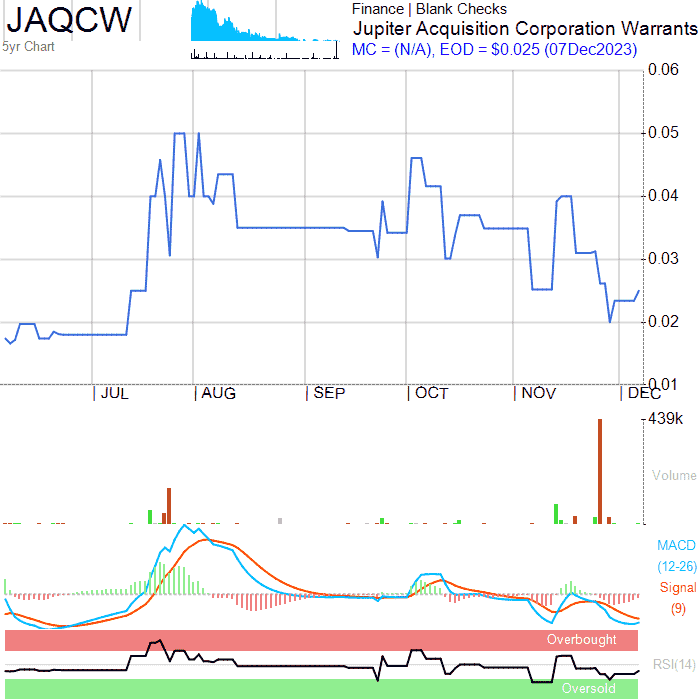 JAQCW
5yr Chart
Finance | Blank Checks
Jupiter Acquisition Corporation Warrants
MC = (N/A), EOD = $0.025 (07Dec2023)
0.06
0.05
0.04
0.03
0.02
0.01
JUL AUG SEP OCT NOV DEC
439k
Volume
MACD
(12-26)
Signal
(9)
Overbought
RSI(14)
Oversold